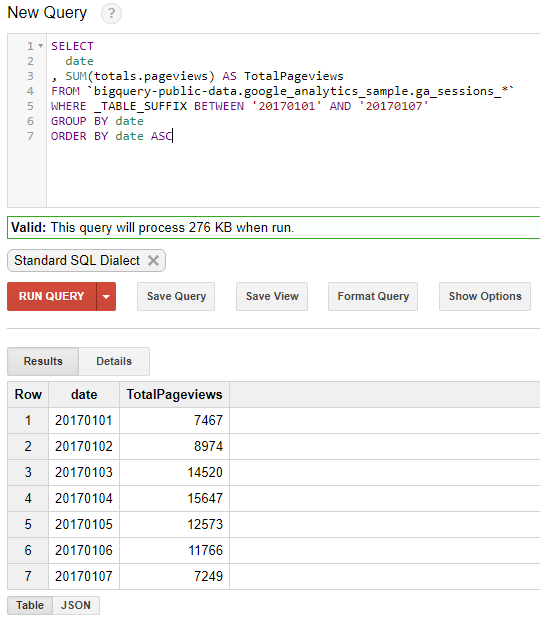 New Query ?
1 SELECT
2 date
3 , SUM(totals.pageviews) AS TotalPageviews
4 FROM `bigquery-public-data.google_analytics_sample.ga_sessions_*`
5 WHERE _TABLE_SUFFIX BETWEEN '20170101' AND '20170107'
6 GROUP BY date
7 ORDER BY date ASC
Valid: This query will process 276 KB when run.
Standard SQL Dialect
RUN QUERY Save Query Save View Format Query Show Options
Results Details
Row date TotalPageviews
1 20170101 7467
2 20170102 8974
3 20170103 14520
4 20170104 15647
5 20170105 12573
6 20170106 11766
7 20170107 7249
Table JSON